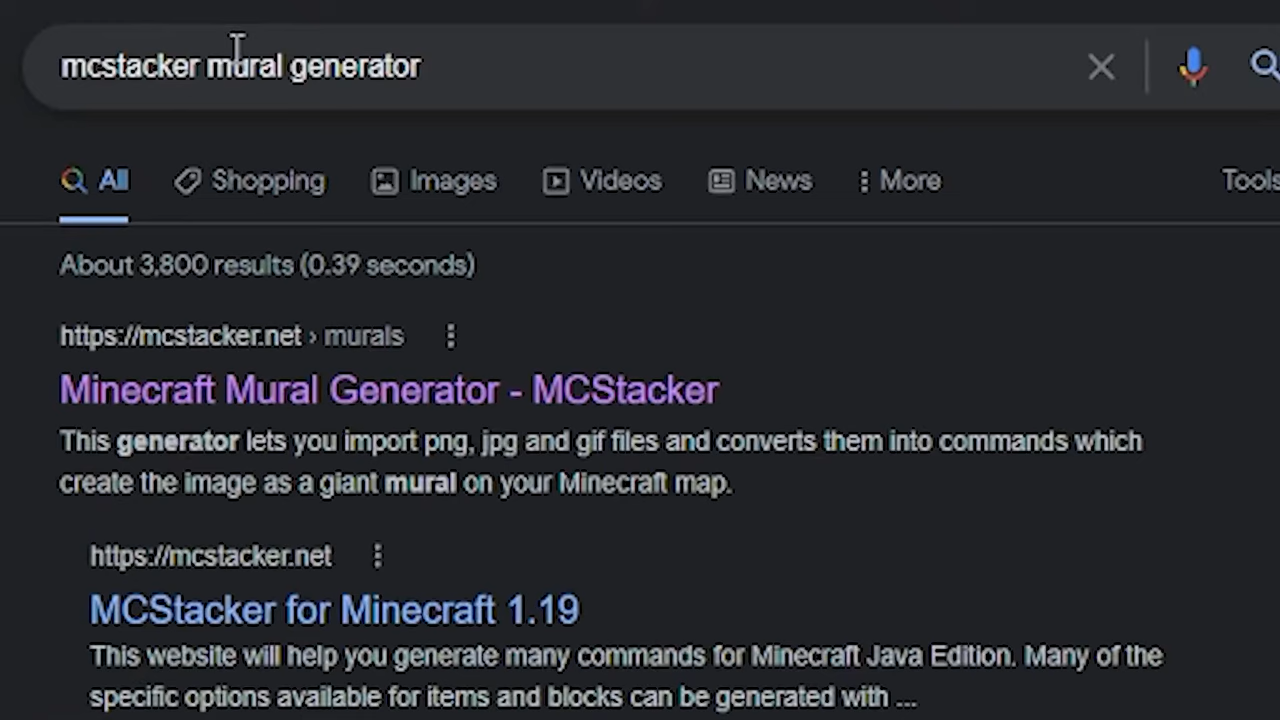 mcstacker mural generator
All Shopping Images Videos News More Tools
About 3,800 results (0.39 seconds)
https://mcstacker.net › murals
Minecraft Mural Generator - MCStacker
This generator lets you import png, jpg and gif files and converts them into commands which
create the image as a giant mural on your Minecraft map.
https://mcstacker.net
MCStacker for Minecraft 1.19
This website will help you generate many commands for Minecraft Java Edition. Many of the
specific options available for items and blocks can be generated with ...